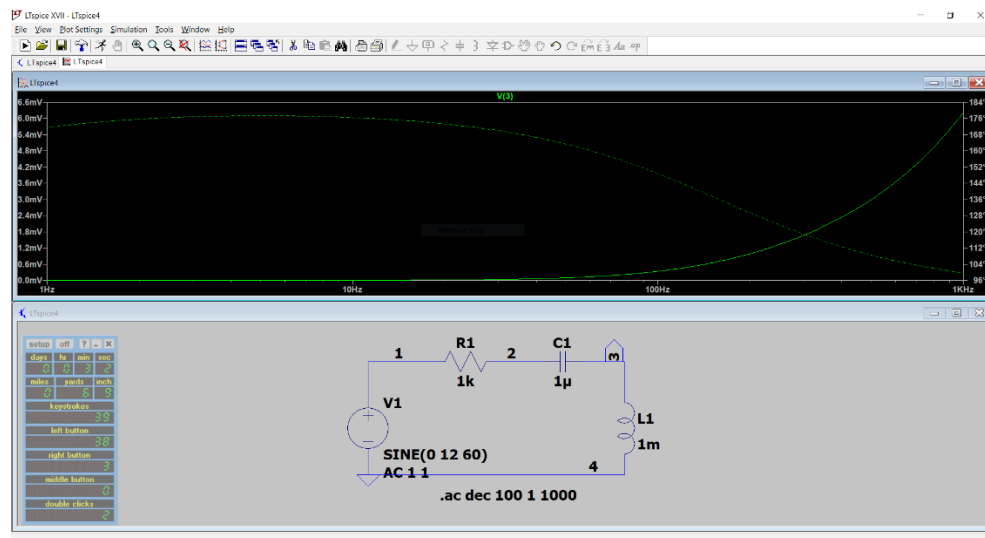 LTspice XVII - LTspice4
File View Plot Settings Simulation Tools Window Help
LTspice4 LTspice4
LTspice4
V(3)
6.6mV
6.0mV
5.4mV
4.8mV
4.2mV
3.6mV
3.0mV
2.4mV
1.8mV
1.2mV
0.6mV
0.0mV
184°
176°
168°
160°
152°
144°
136°
128°
120°
112°
104°
96°
1Hz 10Hz 100Hz 1KHz
LTspice4
setup off ? _ X
days hr min sec
0 0 3 2
miles yards inch
0 6 9
keystrokes
39
left button
38
right button
3
middle button
0
double clicks
2
1 R1 2 C1 3
1k 1µ
V1
L1
1m
SINE(0 12 60)
AC 1 1
4
.ac dec 100 1 1000